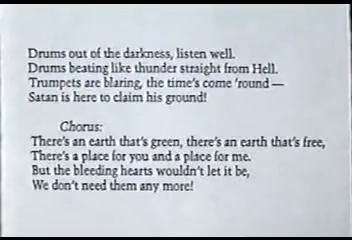 Drums out of the darkness, listen well.
Drums beating like thunder straight from Hell.
Trumpets are blaring, the time's come 'round —
Satan is here to claim his ground!
Chorus:
There's an earth that's green, there's an earth that's free,
There's a place for you and a place for me.
But the bleeding hearts wouldn't let it be,
We don't need them any more!